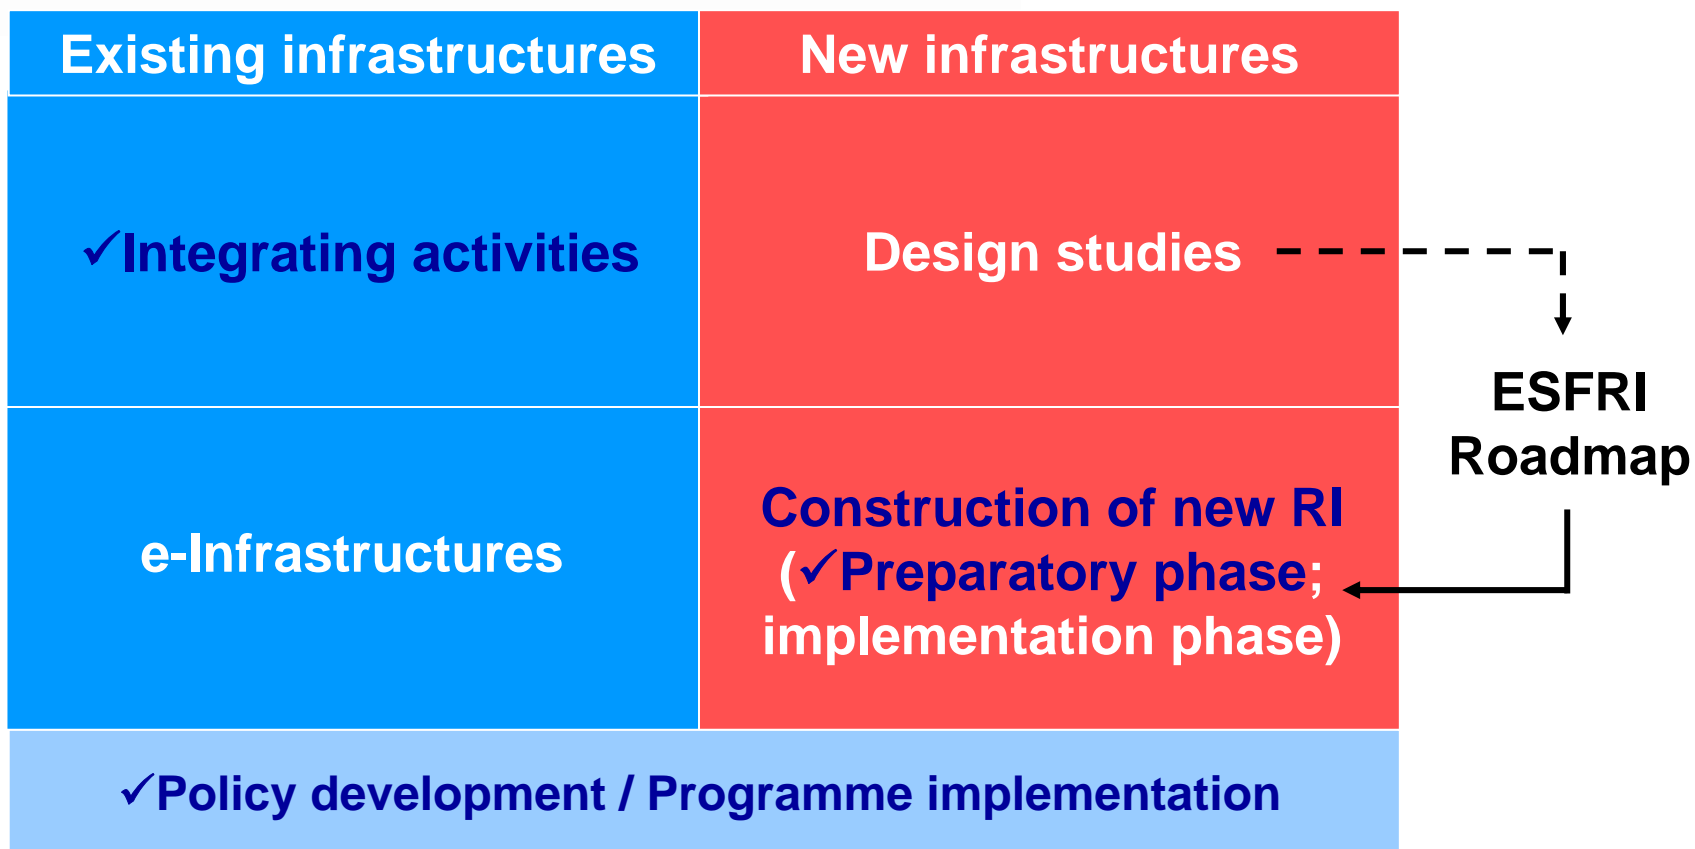 Existing infrastructures
New infrastructures
✓Integrating activities
Design studies
ESFRI
Roadmap
e-Infrastructures
Construction of new RI
(✓Preparatory phase;
implementation phase)
✓Policy development / Programme implementation